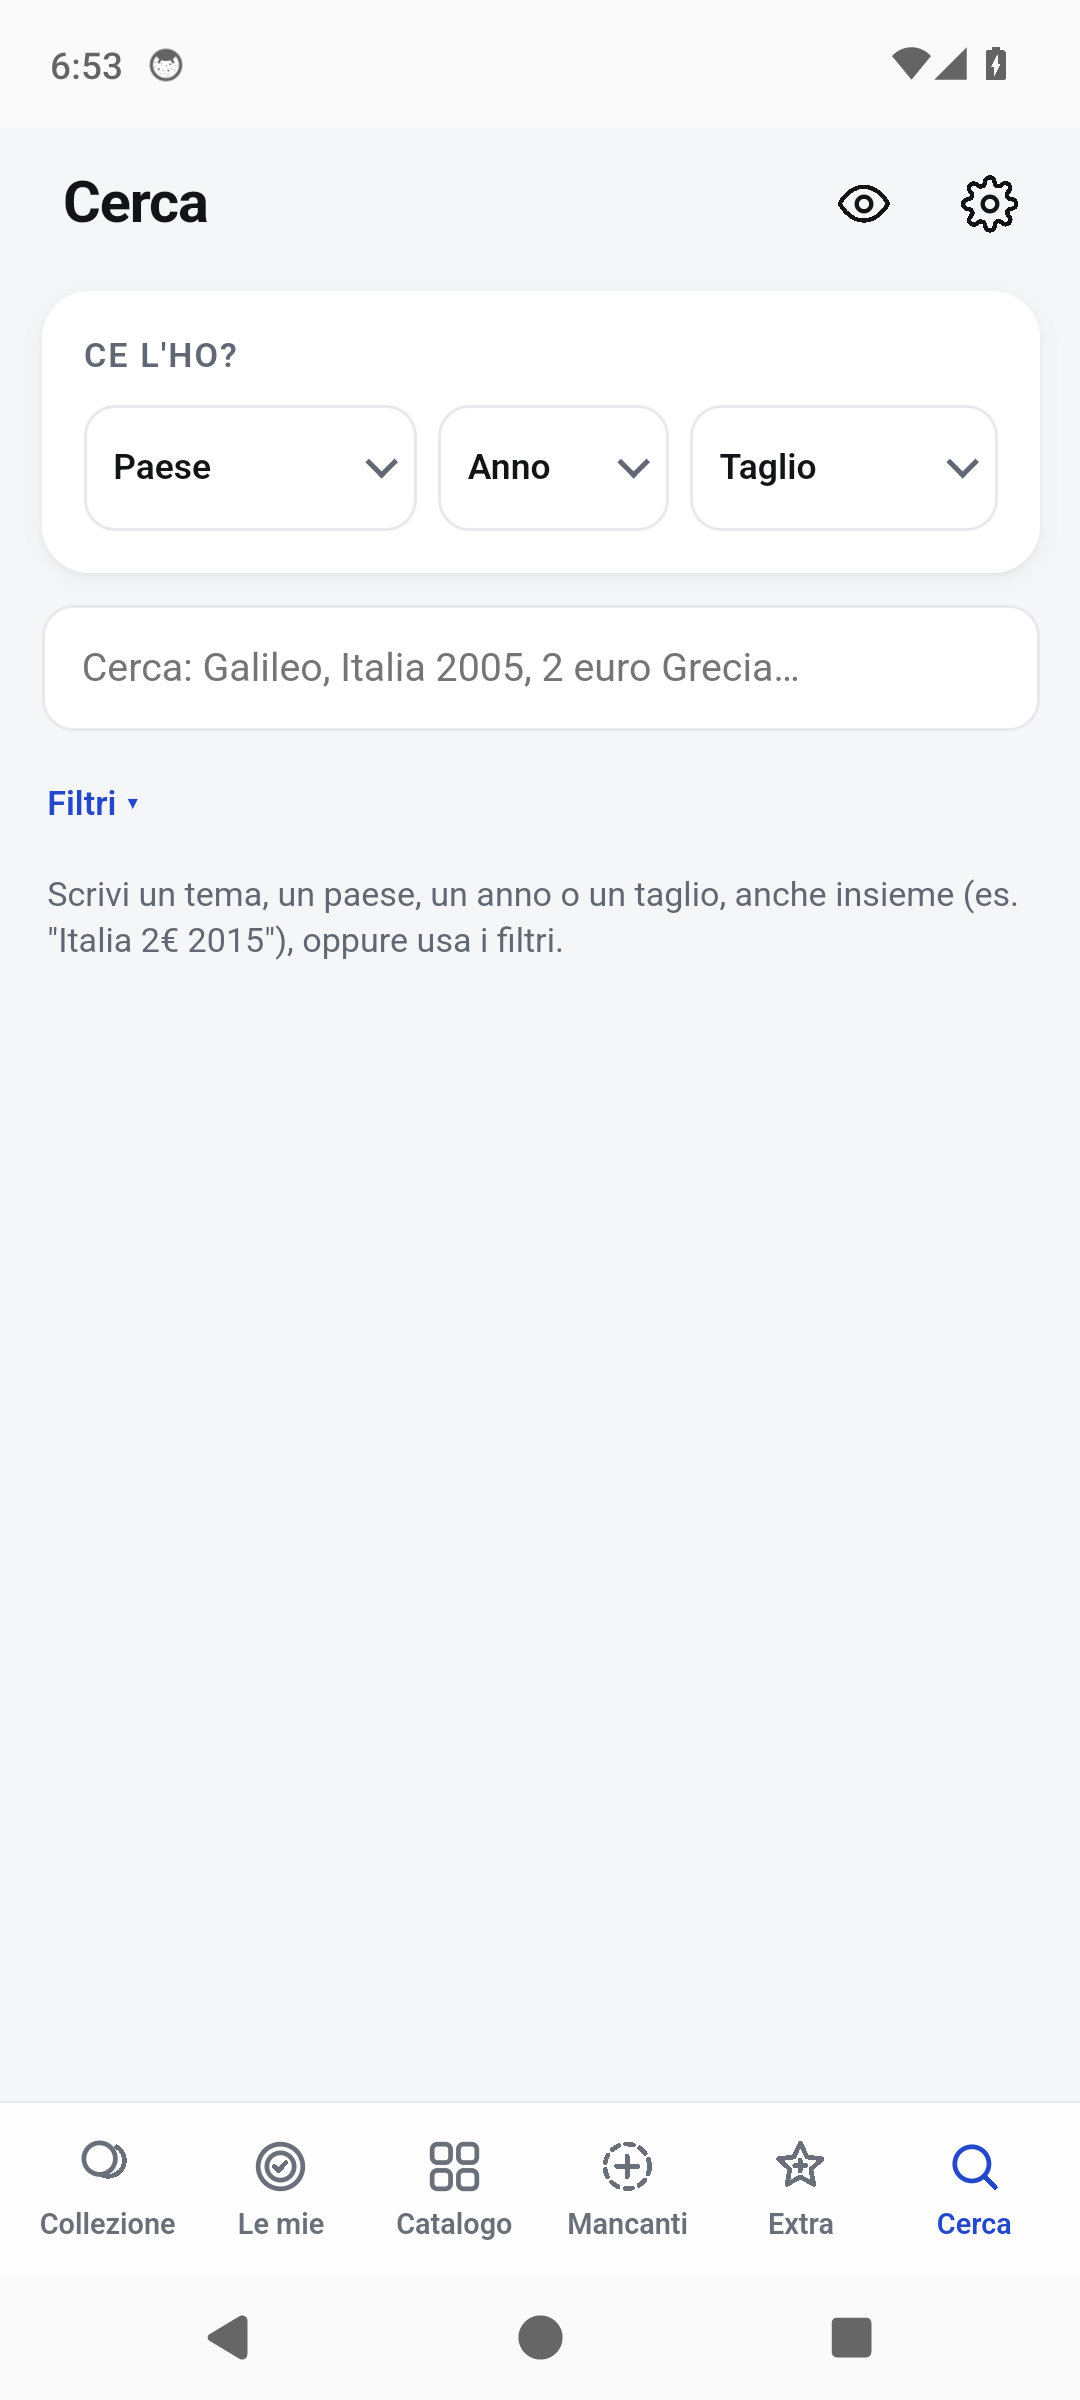 6:53
Cerca
CE L'HO?
Paese
Anno
Taglio
Cerca: Galileo, Italia 2005, 2 euro Grecia…
Filtri ▾
Scrivi un tema, un paese, un anno o un taglio, anche insieme (es.
"Italia 2€ 2015"), oppure usa i filtri.
Collezione
Le mie
Catalogo
Mancanti
Extra
Cerca